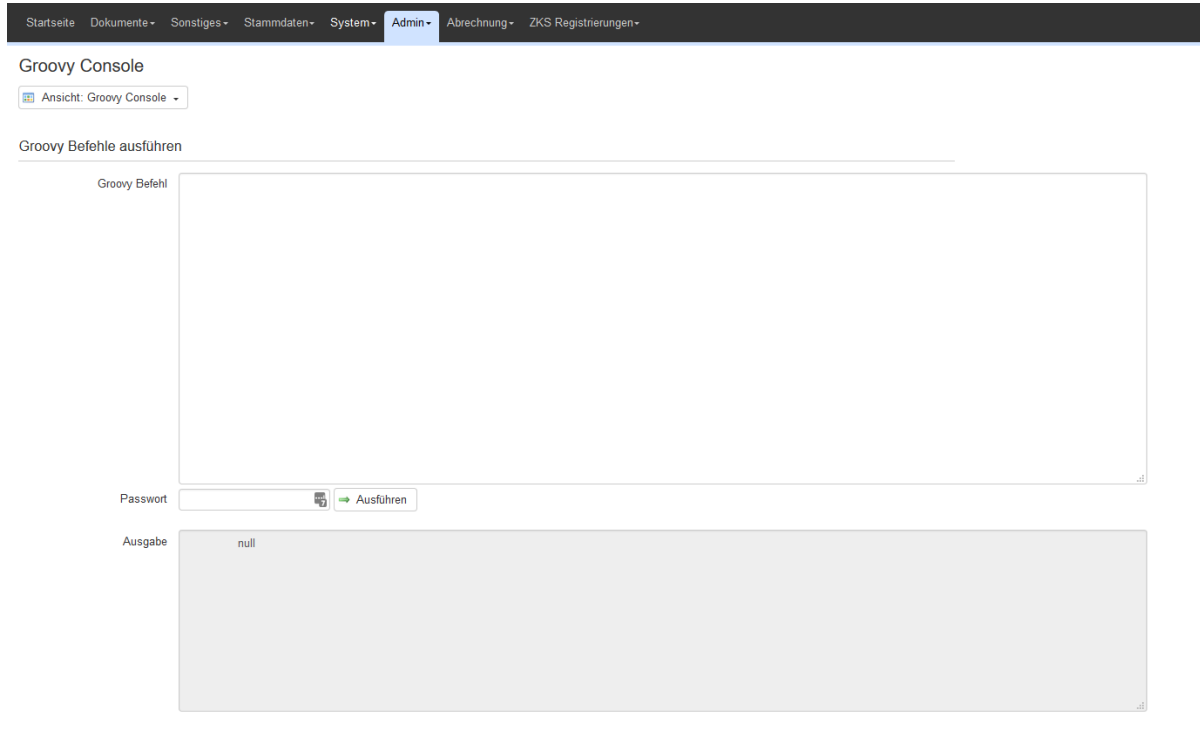 Startseite Dokumente Sonstiges Stammdaten System Admin Abrechnung ZKS Registrierungen
Groovy Console
Ansicht: Groovy Console
Groovy Befehle ausführen
Groovy Befehl
Passwort Ausführen
Ausgabe null